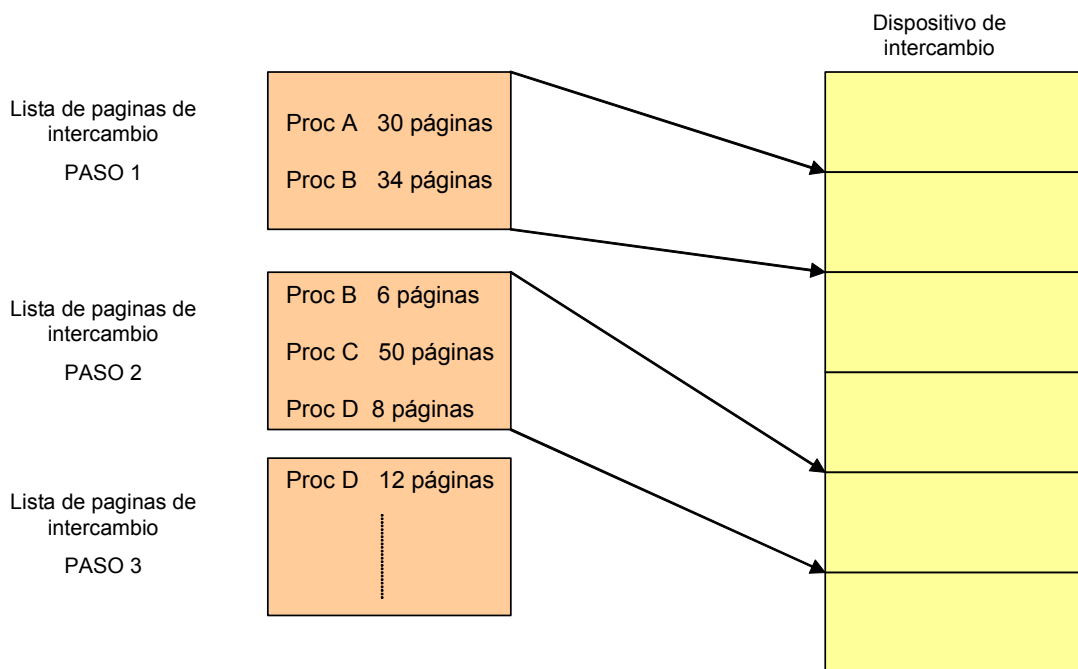 Dispositivo de
intercambio
Lista de paginas de
intercambio
PASO 1
Proc A 30 páginas
Proc B 34 páginas
Lista de paginas de
intercambio
PASO 2
Proc B 6 páginas
Proc C 50 páginas
Proc D 8 páginas
Lista de paginas de
intercambio
PASO 3
Proc D 12 páginas